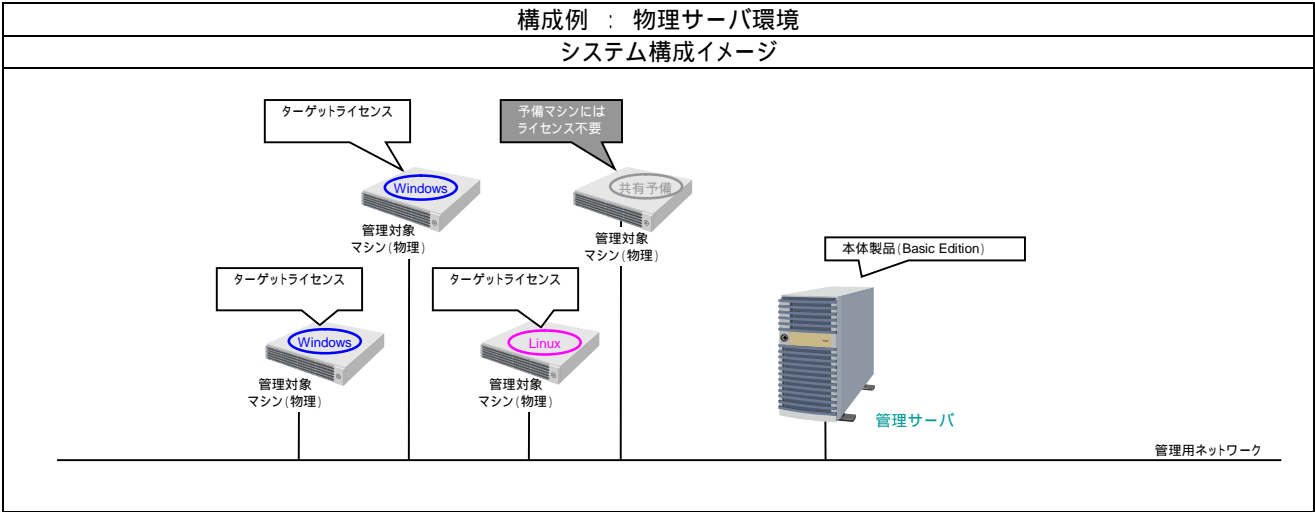 構成例 : 物理サーバ環境
システム構成イメージ
ターゲットライセンス
予備マシンには
ライセンス不要
Windows
共有予備
管理対象
マシン(物理)
管理対象
マシン(物理)
本体製品(Basic Edition)
ターゲットライセンス
ターゲットライセンス
Windows
Linux
管理対象
マシン(物理)
管理対象
マシン(物理)
管理サーバ
管理用ネットワーク